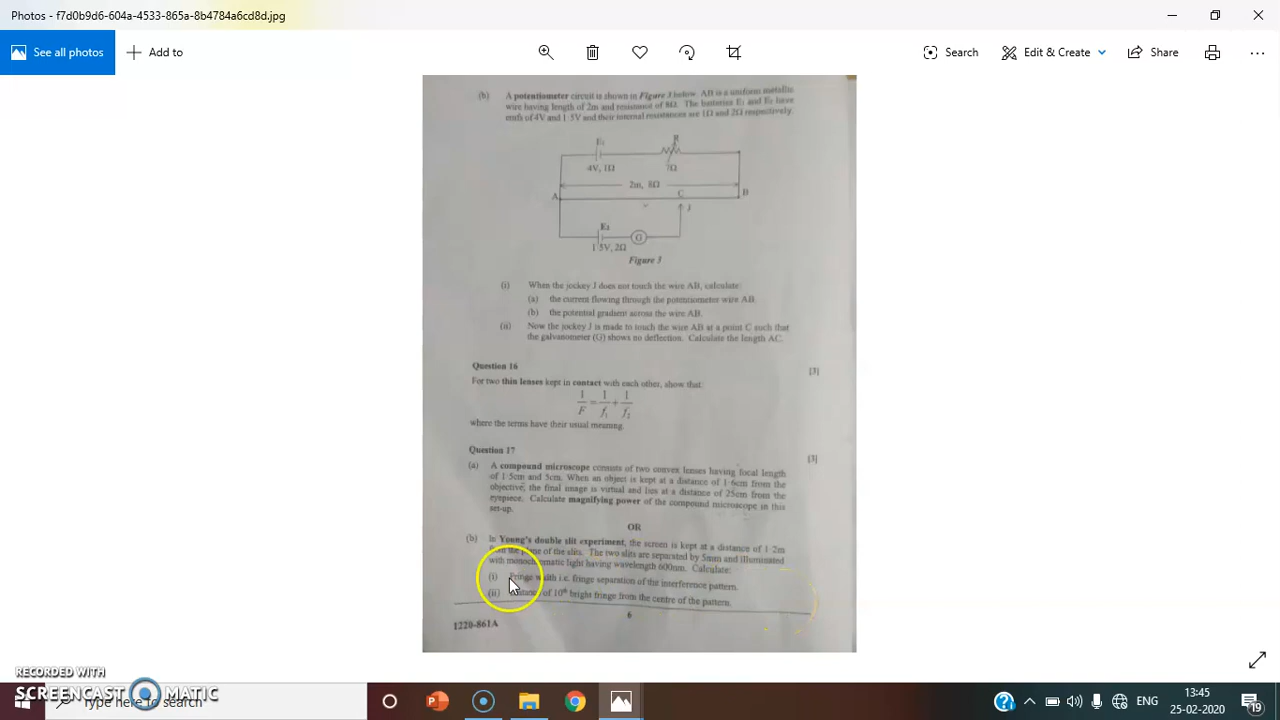 Photos - f7d0b9d6-604a-4533-865a-8b4784a6cd8d.jpg
See all photos
Add to
Search
Edit & Create
Share
(b) A potentiometer circuit is shown in Figure 3 below. AB is a uniform metallic
wire having length of 2m and resistance of 8Ω. The batteries E₁ and E₂ have
emfs of 4V and 1·5V and their internal resistances are 1Ω and 2Ω respectively.
E₁
R
4V, 1Ω
7Ω
2m, 8Ω
A
C
B
J
E₂
G
1·5V, 2Ω
Figure 3
(i) When the jockey J does not touch the wire AB, calculate:
(a) the current flowing through the potentiometer wire AB.
(b) the potential gradient across the wire AB.
(ii) Now the jockey J is made to touch the wire AB at a point C such that
the galvanometer (G) shows no deflection. Calculate the length AC.
Question 16
[3]
For two thin lenses kept in contact with each other, show that:
1/F = 1/f₁ + 1/f₂
where the terms have their usual meaning.
Question 17
[3]
(a) A compound microscope consists of two convex lenses having focal length
of 1·5cm and 5cm. When an object is kept at a distance of 1·6cm from the
objective, the final image is virtual and lies at a distance of 25cm from the
eyepiece. Calculate magnifying power of the compound microscope in this
set-up.
OR
(b) In Young's double slit experiment, the screen is kept at a distance of 1·2m
from the plane of the slits. The two slits are separated by 5mm and illuminated
with monochromatic light having wavelength 600nm. Calculate:
(i) Fringe width i.e. fringe separation of the interference pattern.
(ii) Distance of 10th bright fringe from the centre of the pattern.
6
1220-861A
RECORDED WITH
SCREENCAST MATIC
Type here to search
ENG
13:45
25-02-2020
19